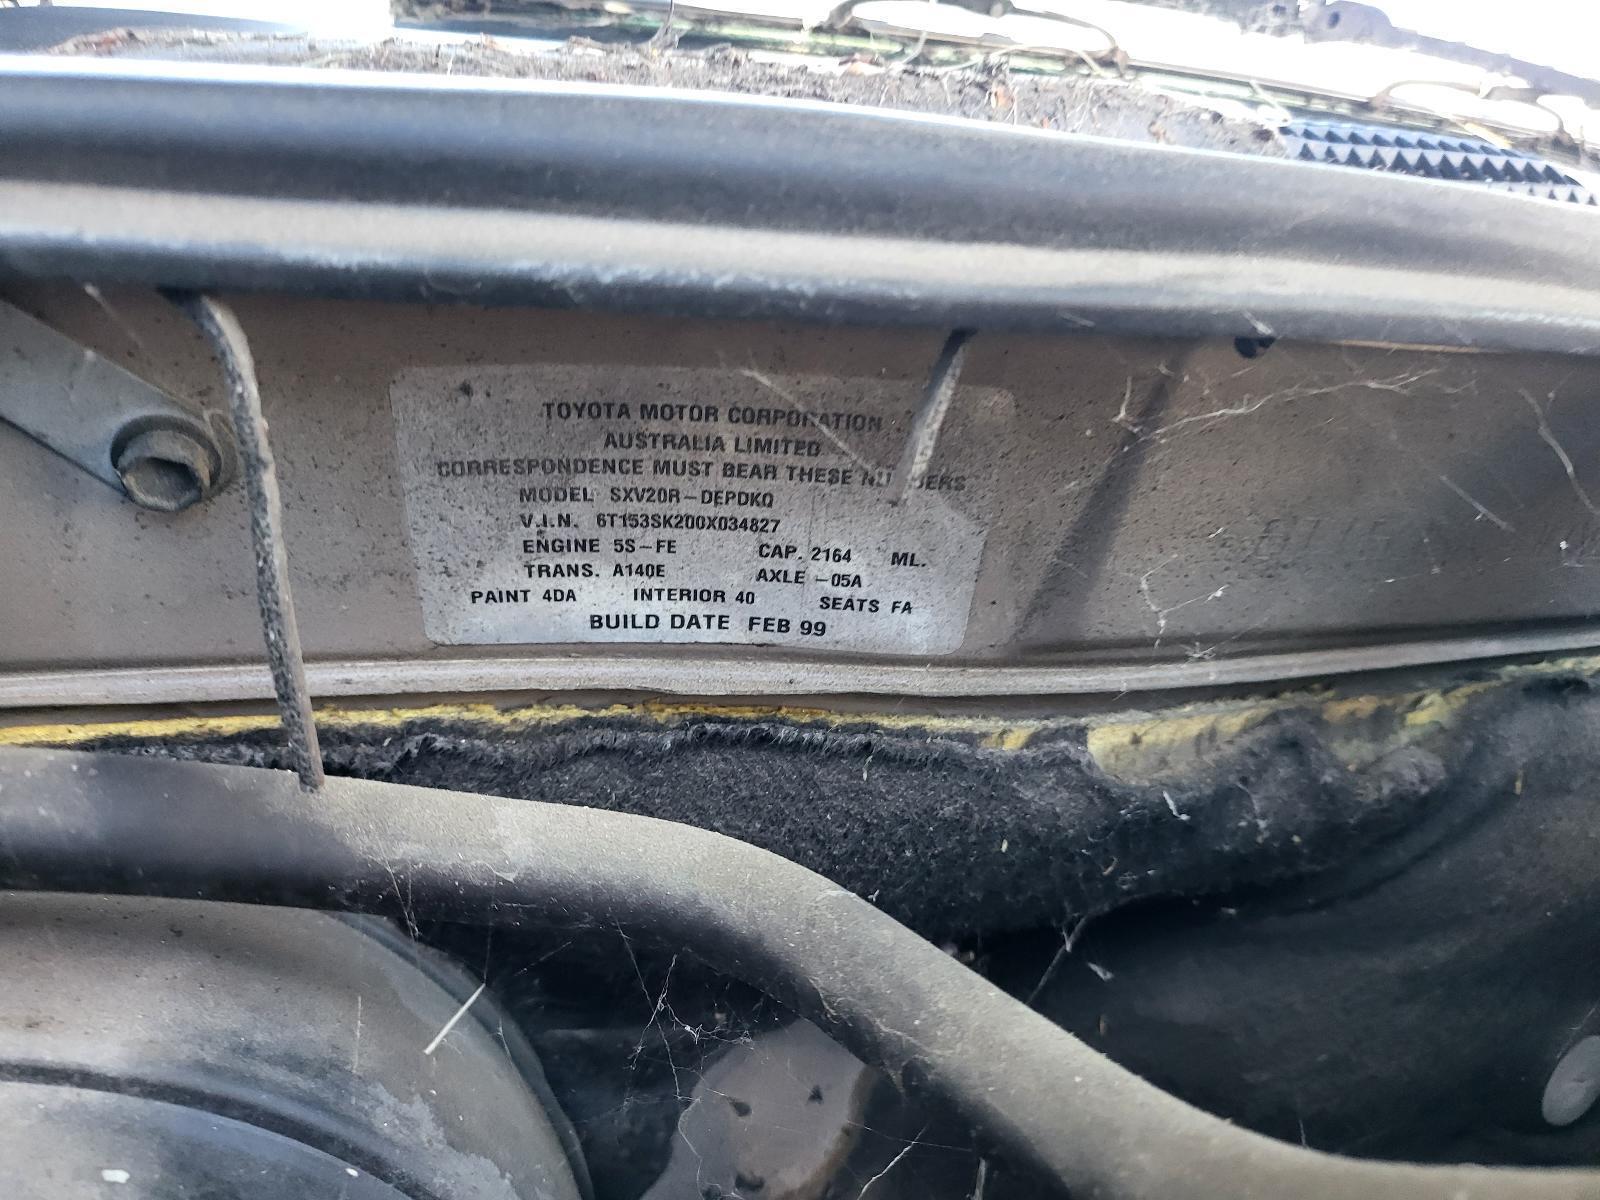 TOYOTA MOTOR CORPORATION
AUSTRALIA LIMITED
CORRESPONDENCE MUST BEAR THESE NUMBERS
MODEL SXV20R-DEPDKQ
V.I.N. 6T153SK200X034827
ENGINE 5S-FE CAP. 2164 ML.
TRANS. A140E AXLE -05A
PAINT 4DA INTERIOR 40 SEATS FA
BUILD DATE FEB 99